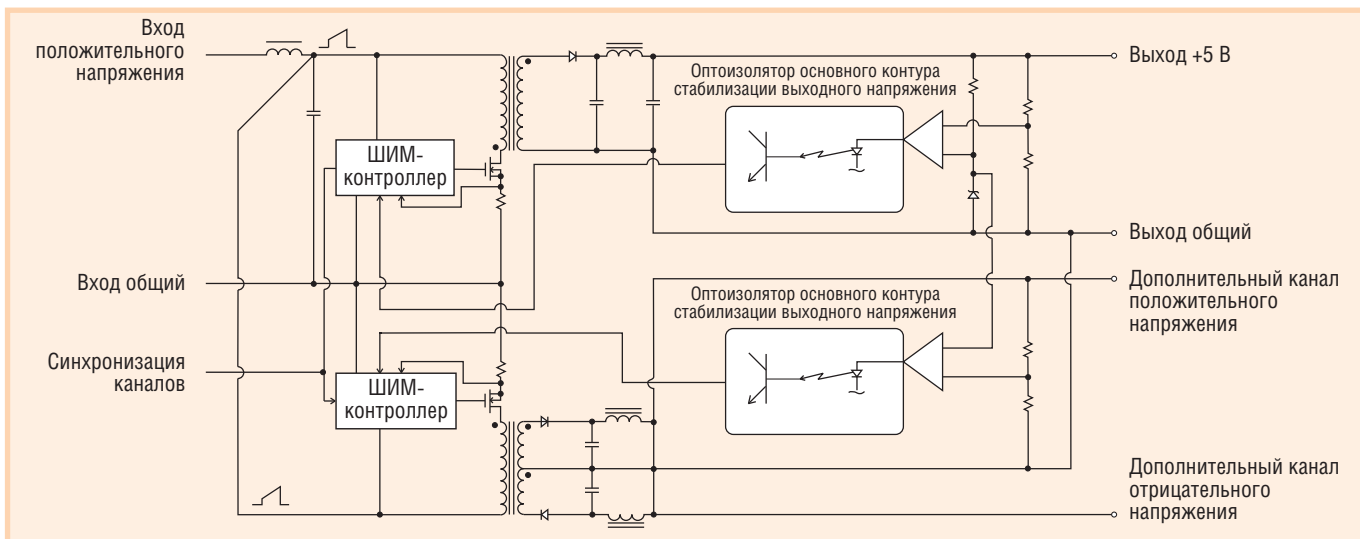 Вход
положительного
напряжения
Оптоизолятор основного контура
стабилизации выходного напряжения
Выход +5 В
ШИМ-
контроллер
Выход общий
Вход общий
Оптоизолятор основного контура
стабилизации выходного напряжения
Дополнительный канал
положительного
напряжения
Синхронизация
каналов
ШИМ-
контроллер
Дополнительный канал
отрицательного
напряжения